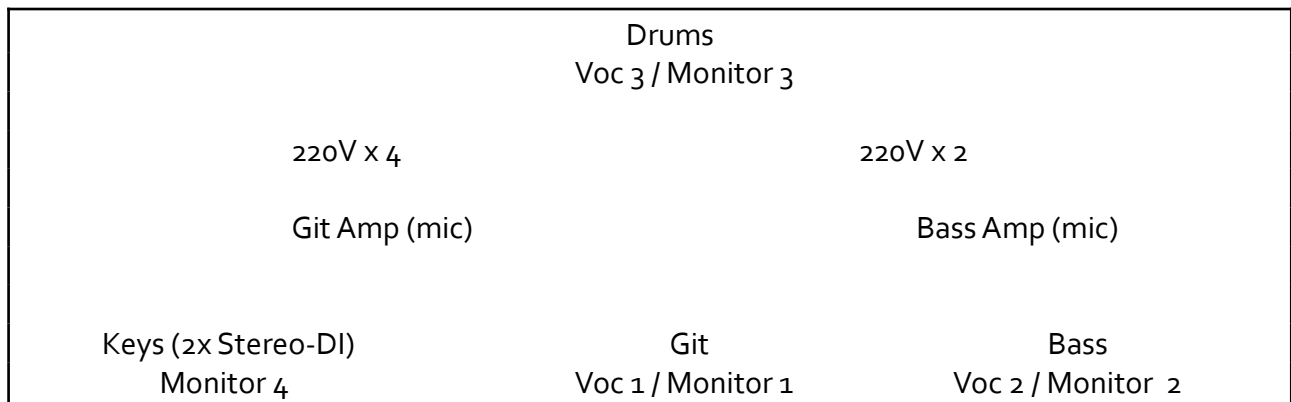 Drums
Voc 3 / Monitor 3
220V x 4 220V x 2
Git Amp (mic) Bass Amp (mic)
Keys (2x Stereo-DI) Git Bass
Monitor 4 Voc 1 / Monitor 1 Voc 2 / Monitor 2